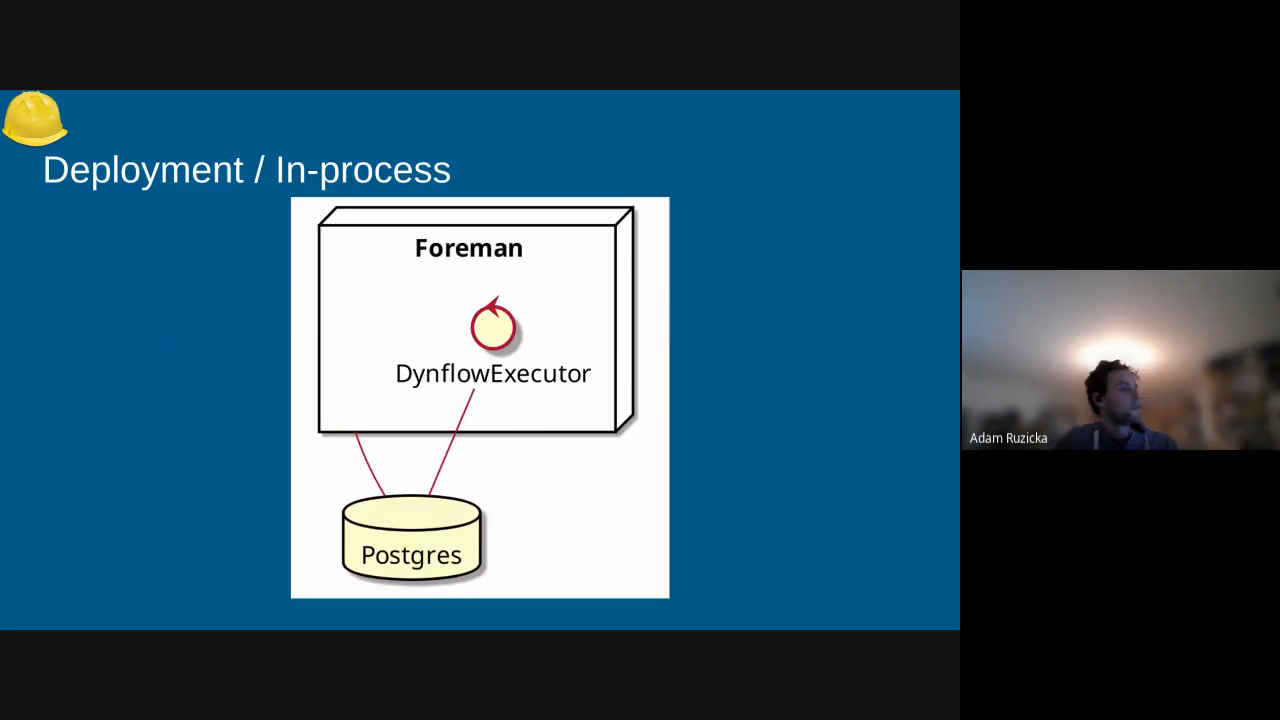 Deployment / In-process
Foreman
DynflowExecutor
Postgres
Adam Ruzicka